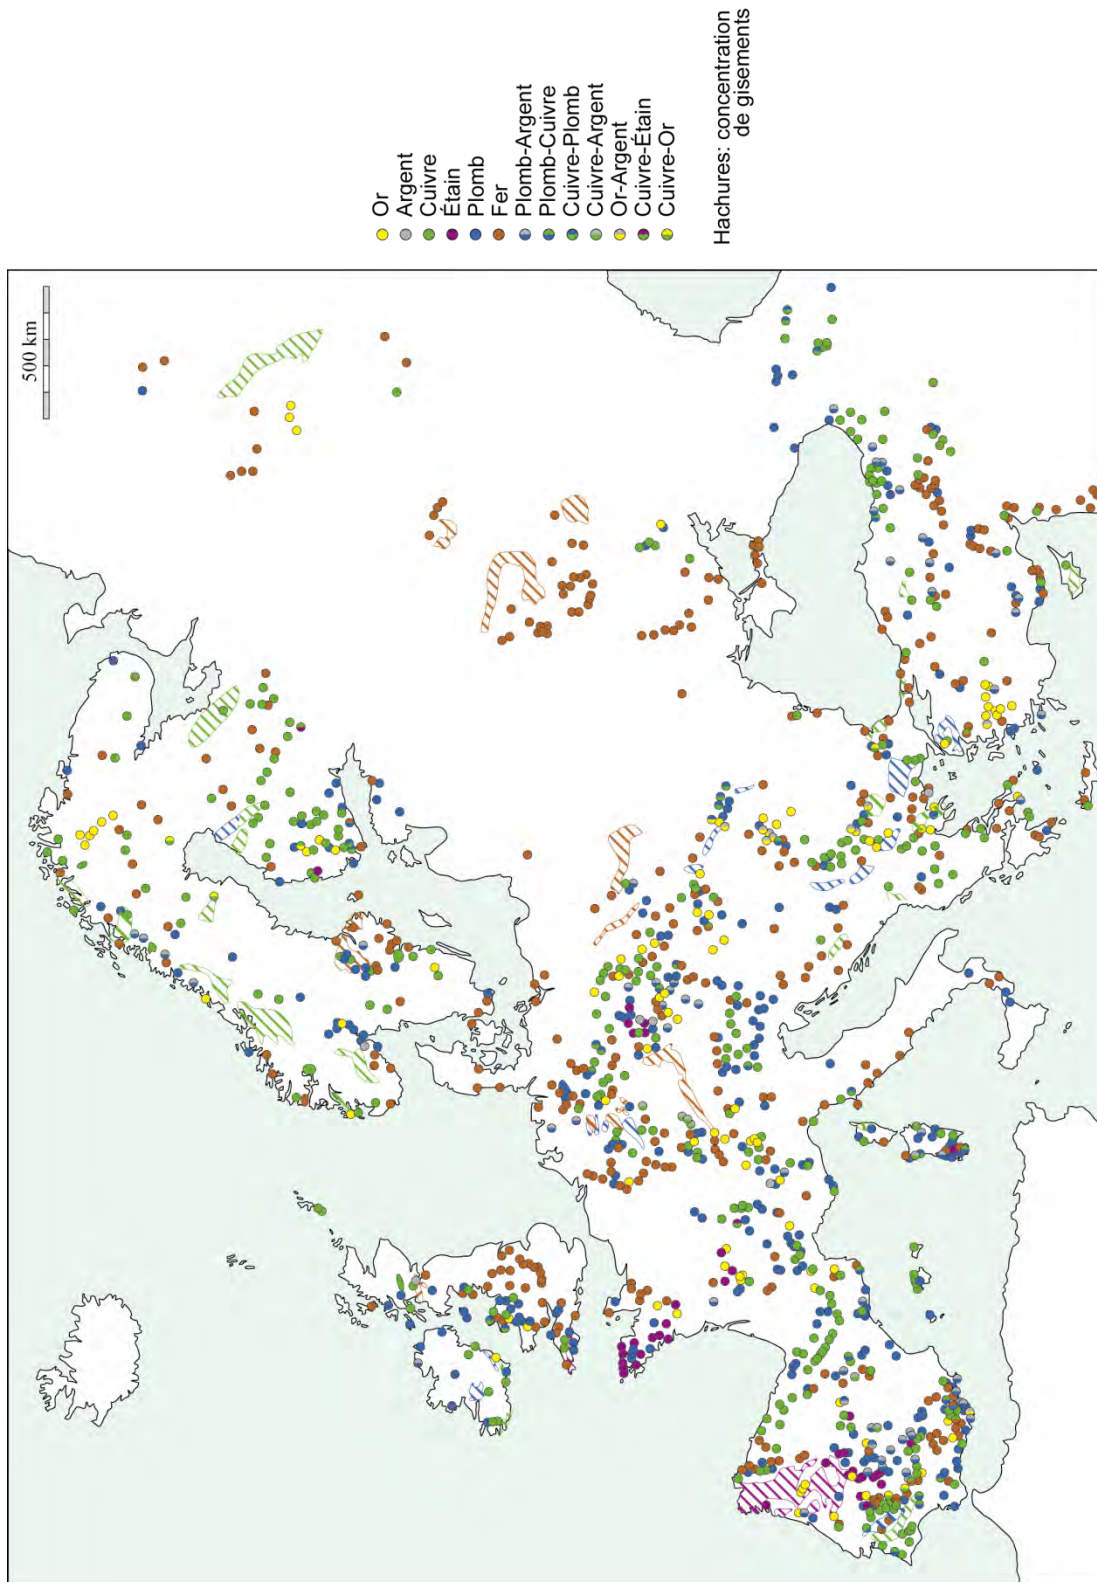 500 km
Or
Argent
Cuivre
Étain
Plomb
Fer
Plomb-Argent
Plomb-Cuivre
Cuivre-Plomb
Cuivre-Argent
Or-Argent
Cuivre-Étain
Cuivre-Or
Hachures: concentration
de gisements